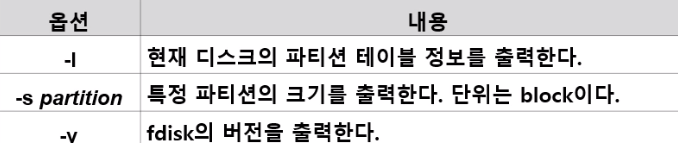 옵션 내용
-l 현재 디스크의 파티션 테이블 정보를 출력한다.
-s partition 특정 파티션의 크기를 출력한다. 단위는 block이다.
-v fdisk의 버전을 출력한다.